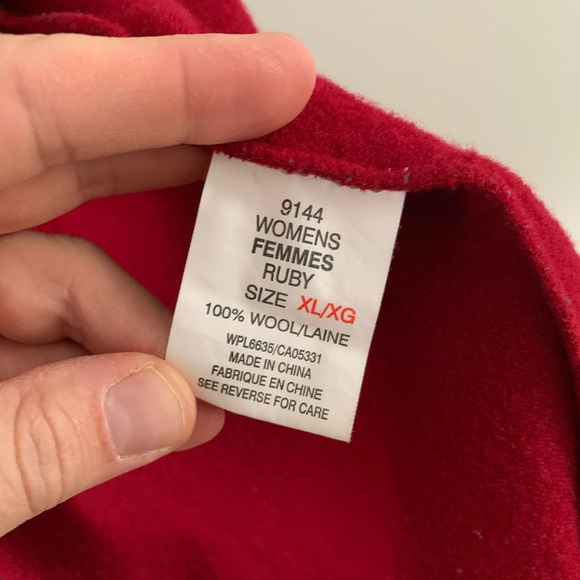 9144
WOMENS
FEMMES
RUBY
SIZE XL/XG
100% WOOL/LAINE
WPL6635/CA05331
MADE IN CHINA
FABRIQUE EN CHINE
SEE REVERSE FOR CARE